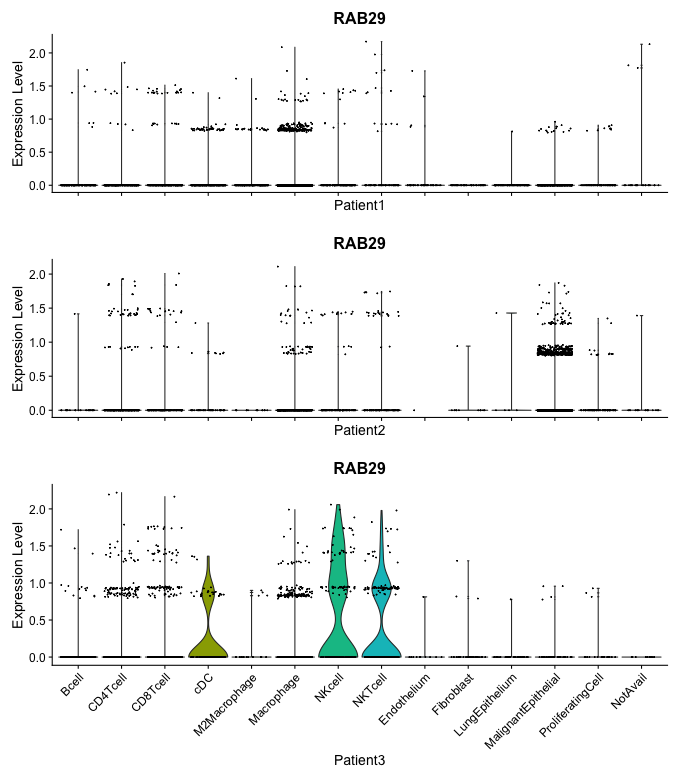 RAB29
Expression Level
2.0
1.5
1.0
0.5
0.0
Patient1
RAB29
Expression Level
2.0
1.5
1.0
0.5
0.0
Patient2
RAB29
Expression Level
2.0
1.5
1.0
0.5
0.0
Bcell
CD4Tcell
CD8Tcell
cDC
M2Macrophage
Macrophage
NKcell
NKTcell
Endothelium
Fibroblast
LungEpithelium
MalignantEpithelial
ProliferatingCell
NotAvail
Patient3